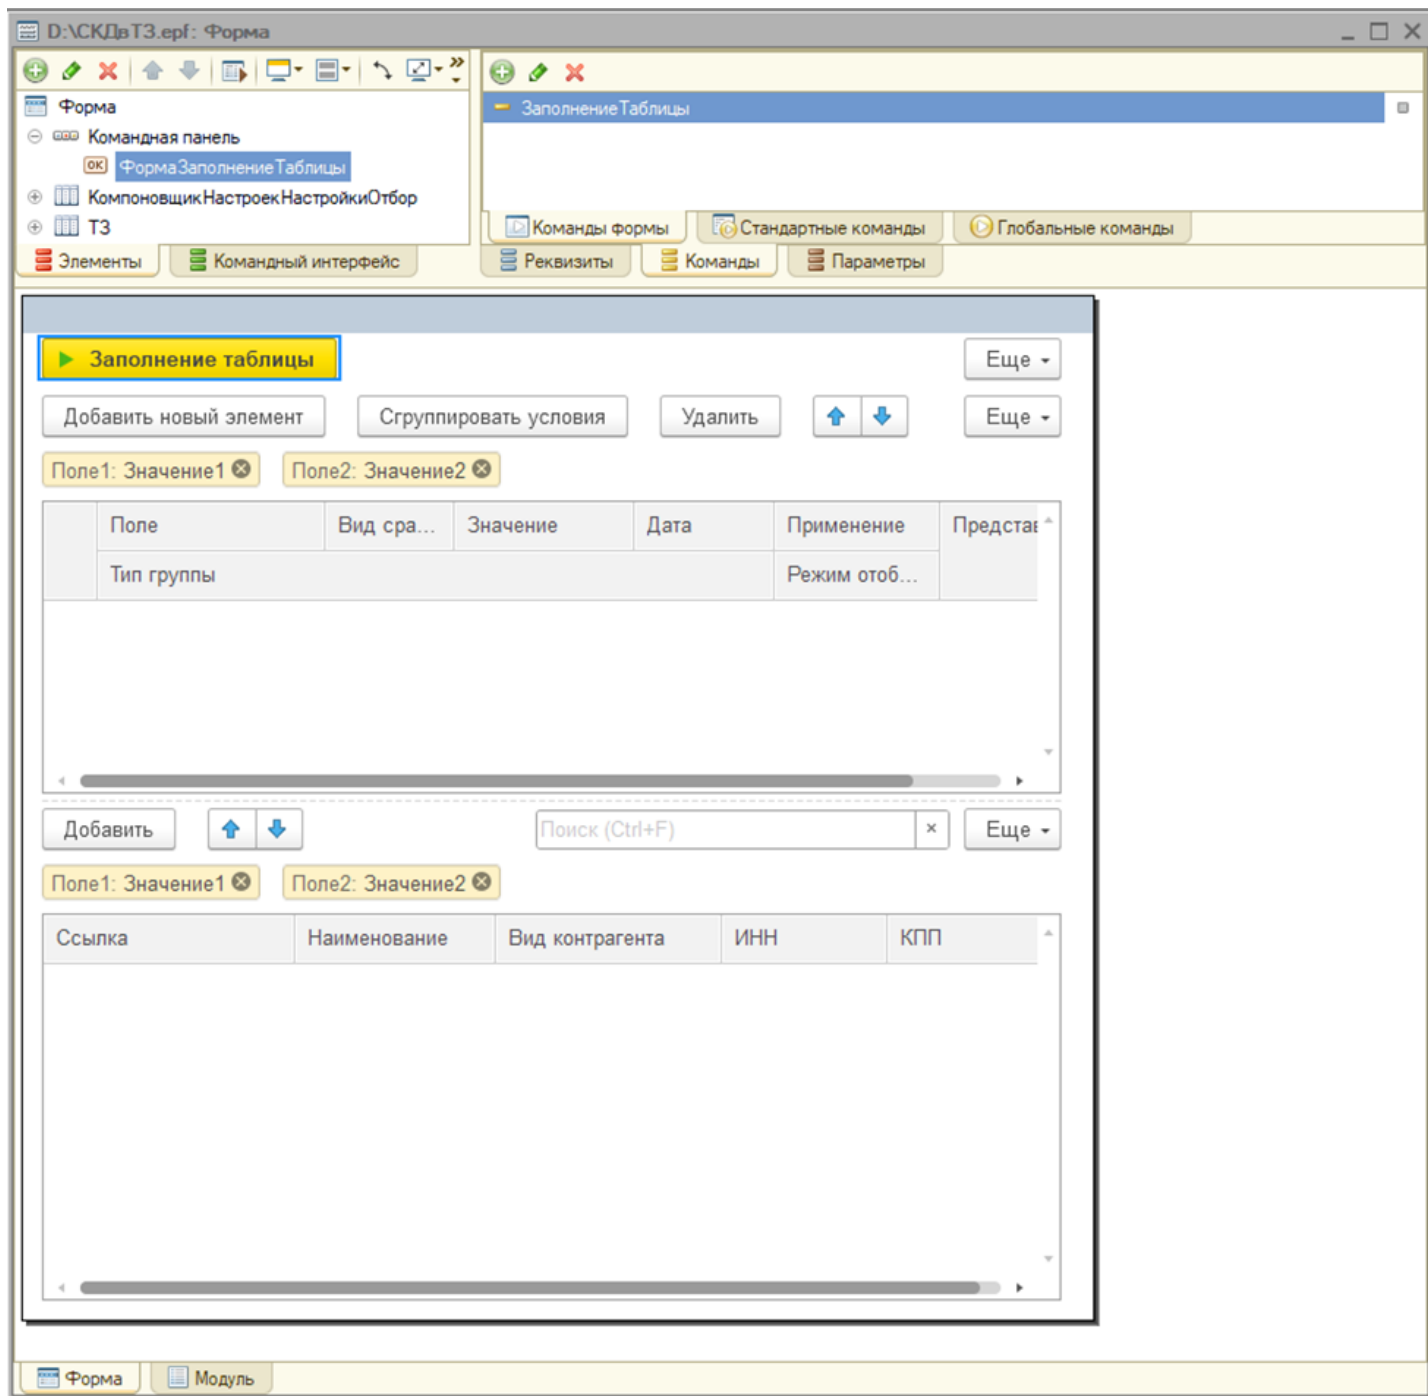 D:\СКДвТЗ.epf: Форма
Форма
Командная панель
OK ФормаЗаполнениеТаблицы
КомпоновщикНастроекНастройкиОтбор
ТЗ
Элементы Командный интерфейс
ЗаполнениеТаблицы
Команды формы Стандартные команды Глобальные команды
Реквизиты Команды Параметры
Заполнение таблицы Еще
Добавить новый элемент Сгруппировать условия Удалить Еще
Поле1: Значение1 Поле2: Значение2
Поле Вид сра... Значение Дата Применение Представ
Тип группы Режим отоб...
Добавить Поиск (Ctrl+F) × Еще
Поле1: Значение1 Поле2: Значение2
Ссылка Наименование Вид контрагента ИНН КПП
Форма Модуль